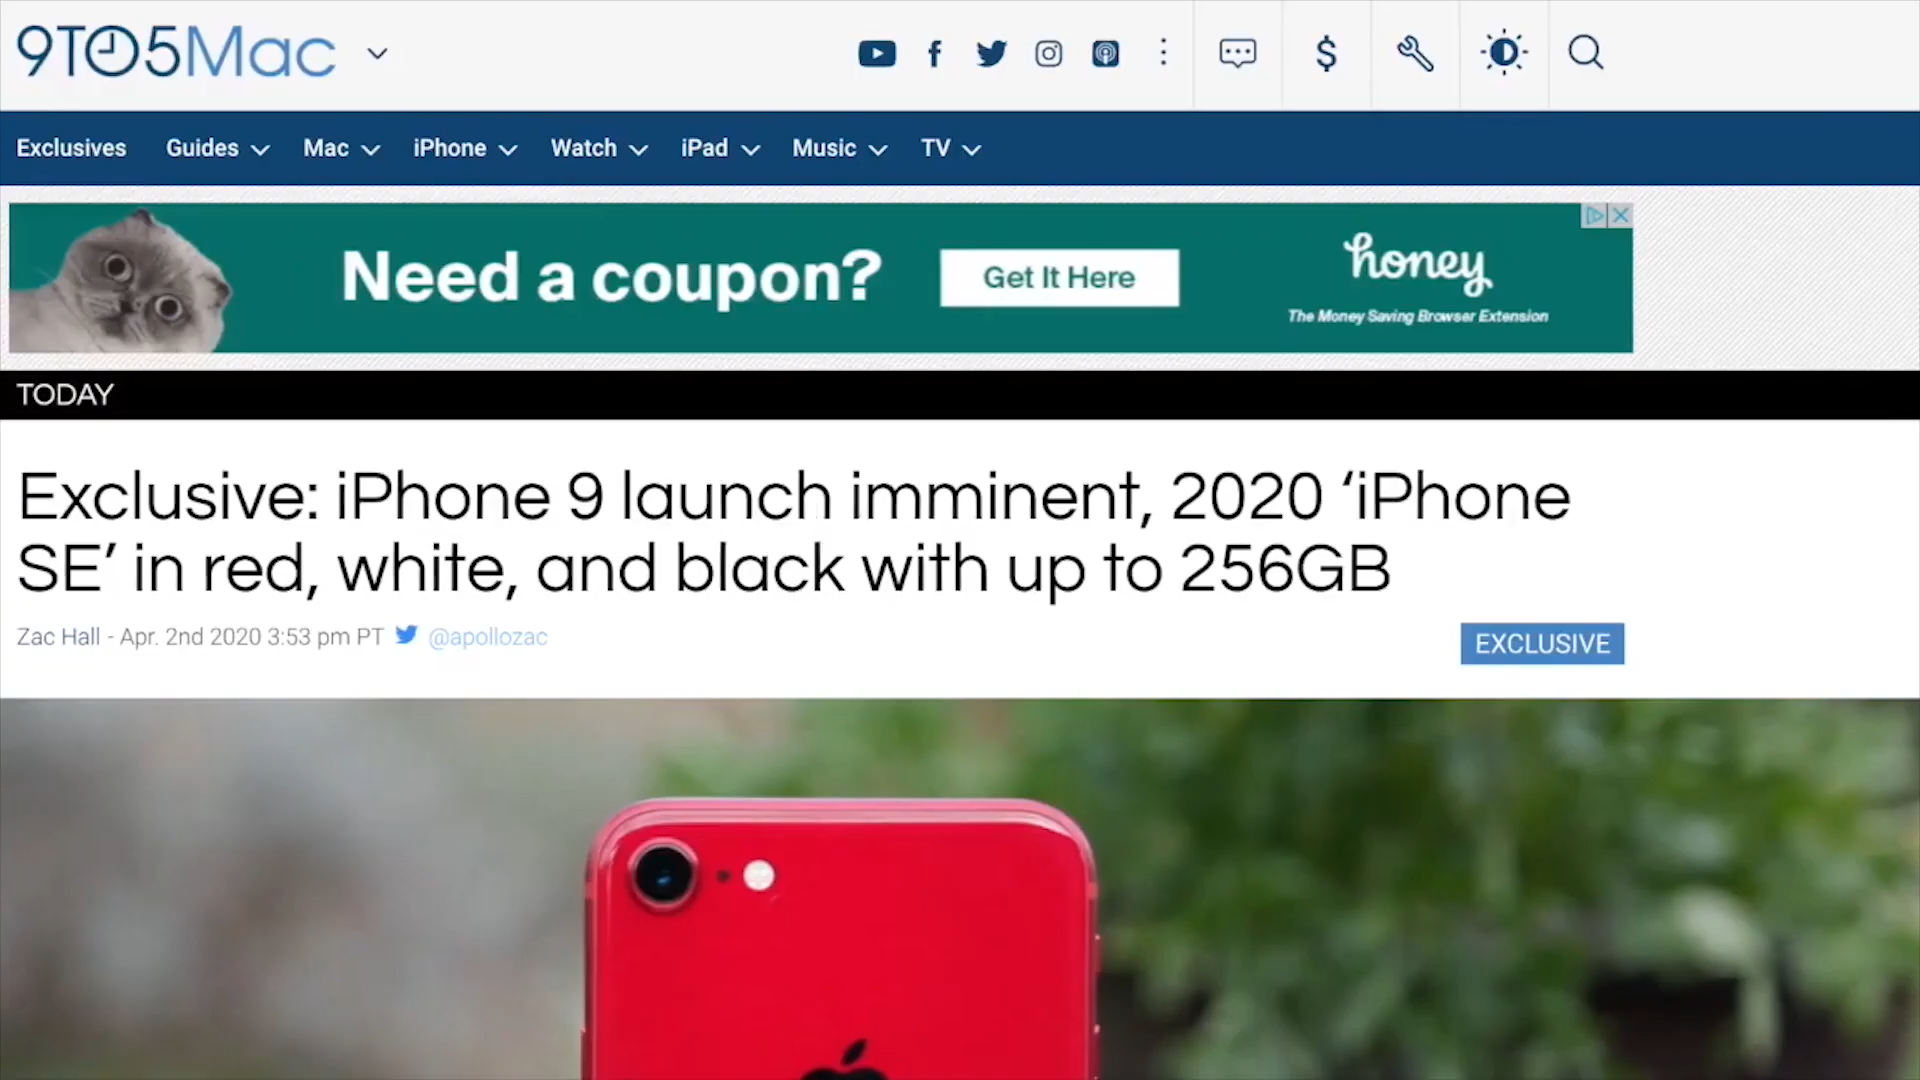 9TO5Mac
Exclusives Guides Mac iPhone Watch iPad Music TV
Need a coupon?
Get It Here
honey
The Money Saving Browser Extension
TODAY
Exclusive: iPhone 9 launch imminent, 2020 ‘iPhone
SE’ in red, white, and black with up to 256GB
Zac Hall - Apr. 2nd 2020 3:53 pm PT @apollozac
EXCLUSIVE